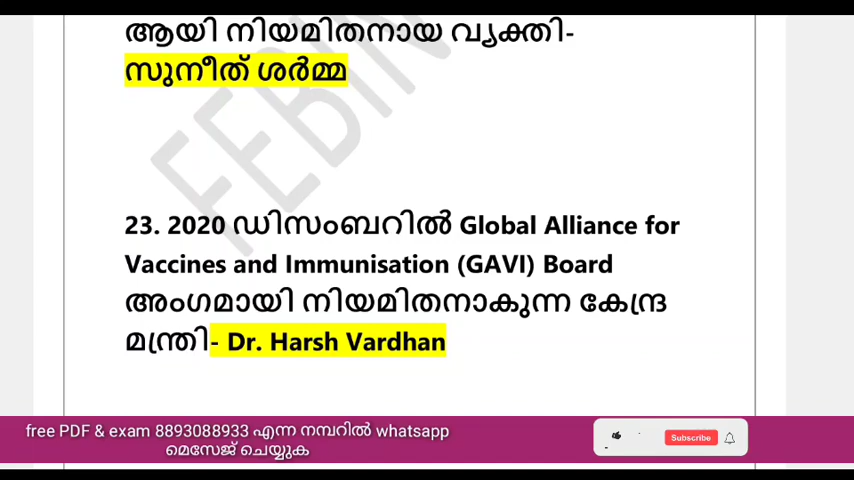 ആയി നിയമിതനായ വ്യക്തി-
സുനീത് ശർമ്മ
FEBIN
23. 2020 ഡിസംബറിൽ Global Alliance for
Vaccines and Immunisation (GAVI) Board
അംഗമായി നിയമിതനാകുന്ന കേന്ദ്ര
മന്ത്രി- Dr. Harsh Vardhan
free PDF & exam 8893088933 എന്ന നമ്പറിൽ whatsapp
മെസേജ് ചെയ്യുക
Subscribe